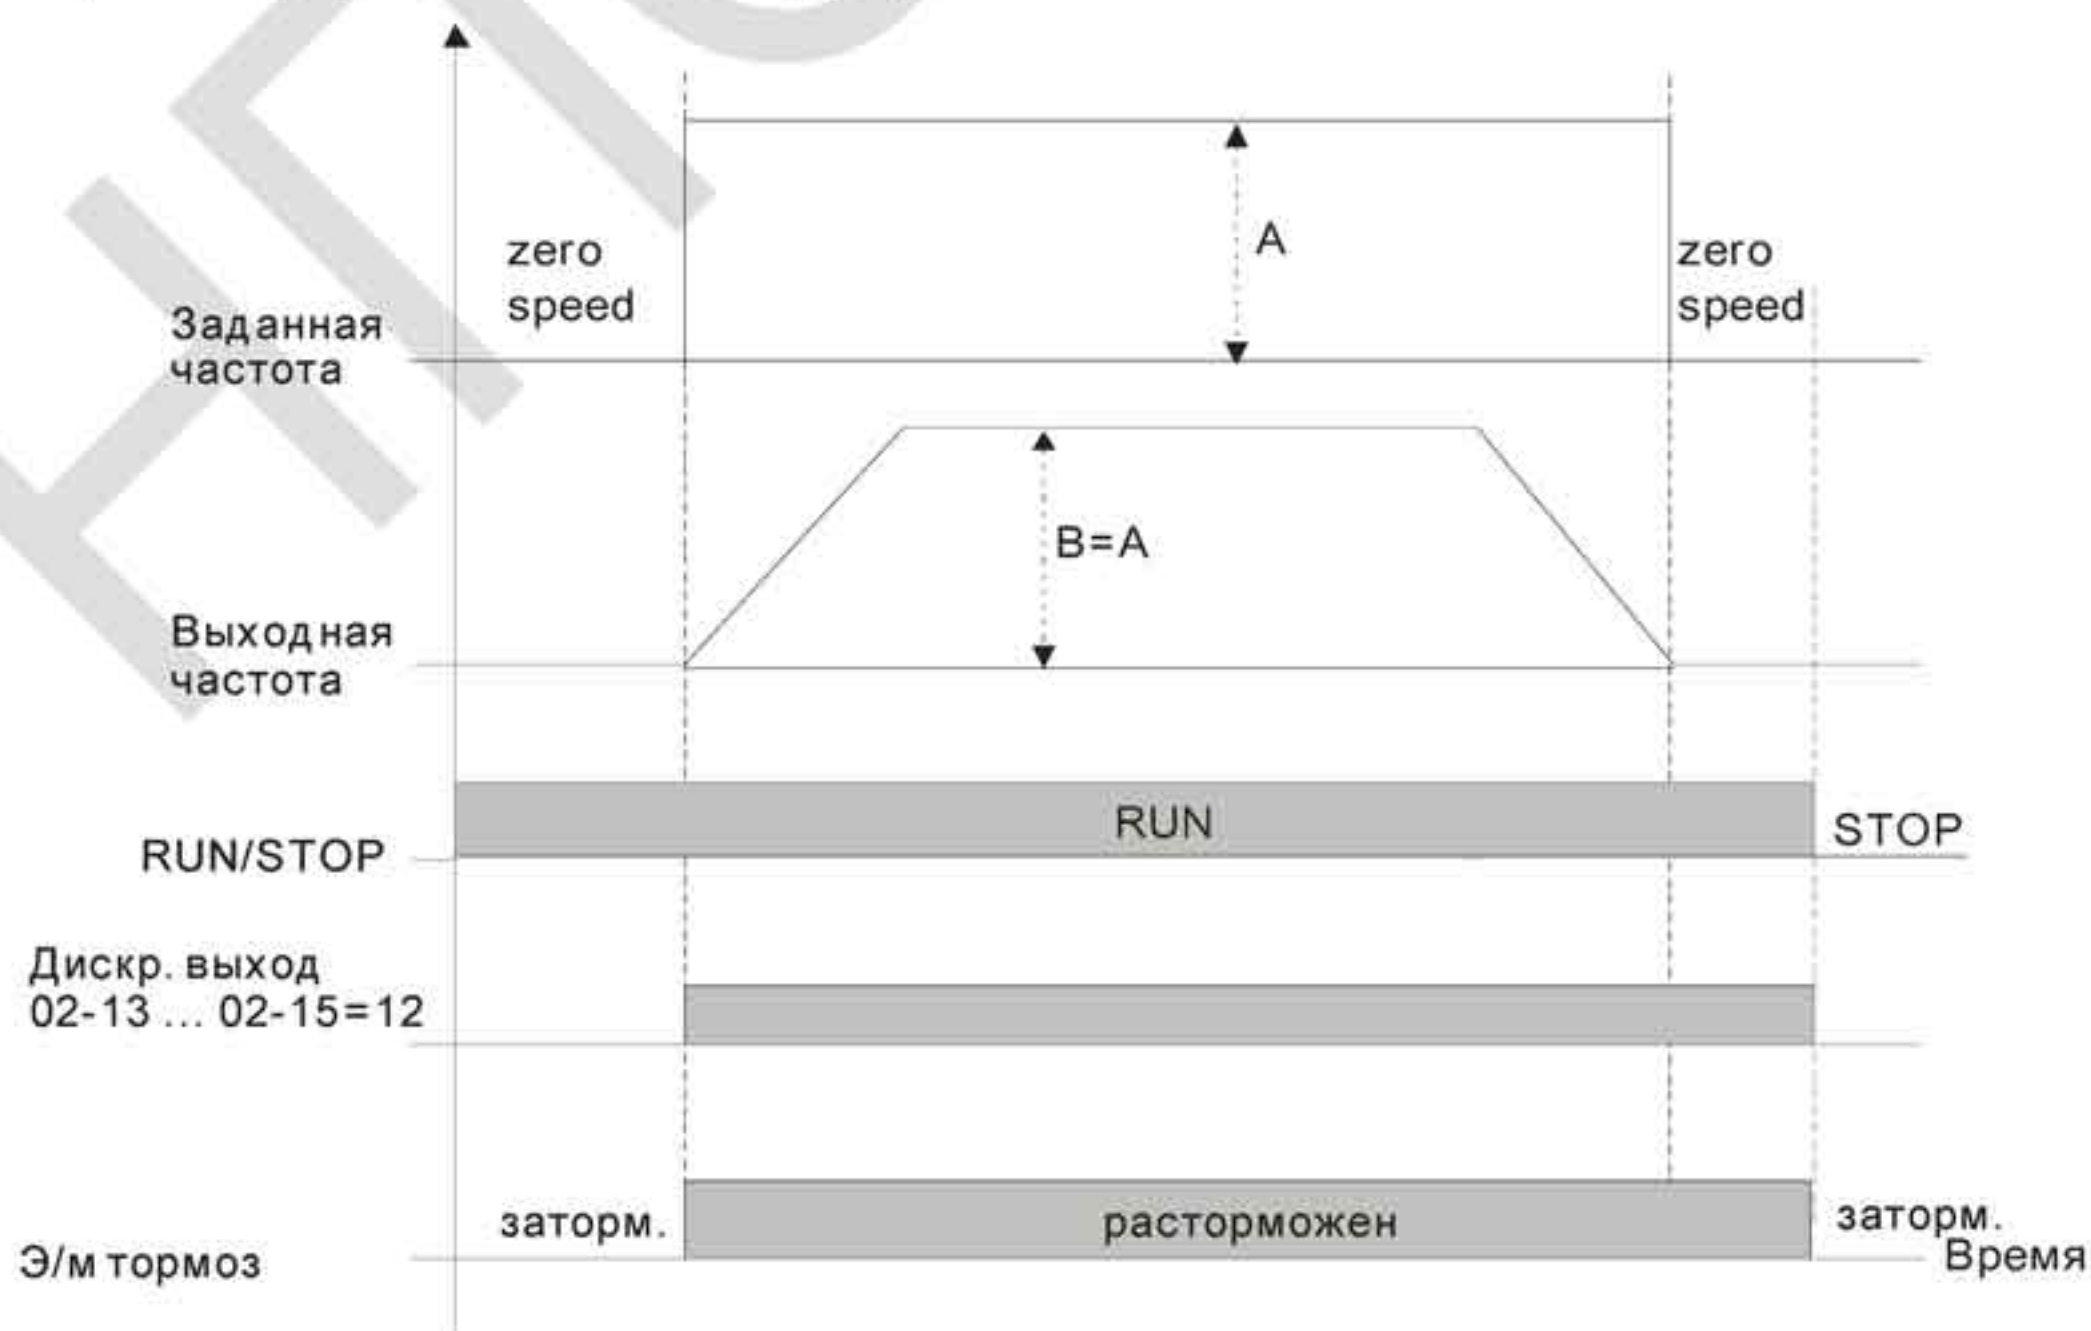 zero
speed
A
zero
speed
Заданная
частота
B=A
Выходная
частота
RUN
STOP
RUN/STOP
Дискр. выход
02-13 ... 02-15=12
заторм.
расторможен
заторм.
Э/м тормоз
Время